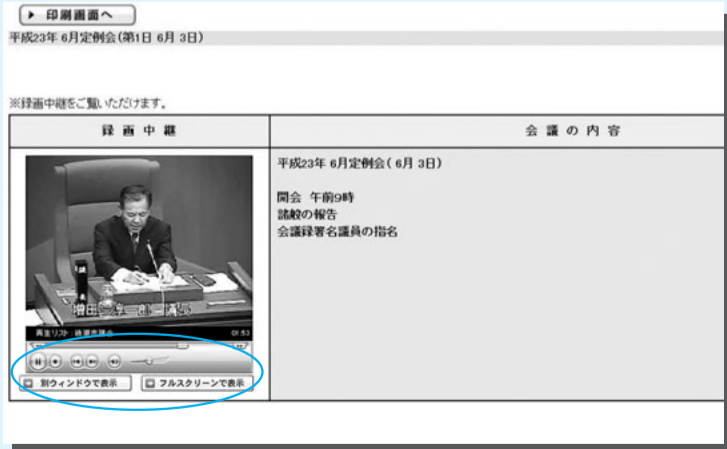 印刷画面へ
平成23年 6月定例会(第1日 6月 3日)
※録画中継をご覧いただけます。
録 画 中 継
会 議 の 内 容
平成23年 6月定例会( 6月 3日)
開会 午前9時
諸般の報告
会議録署名議員の指名
再生リスト:綾瀬市議会
01:53
別ウィンドウで表示
フルスクリーンで表示